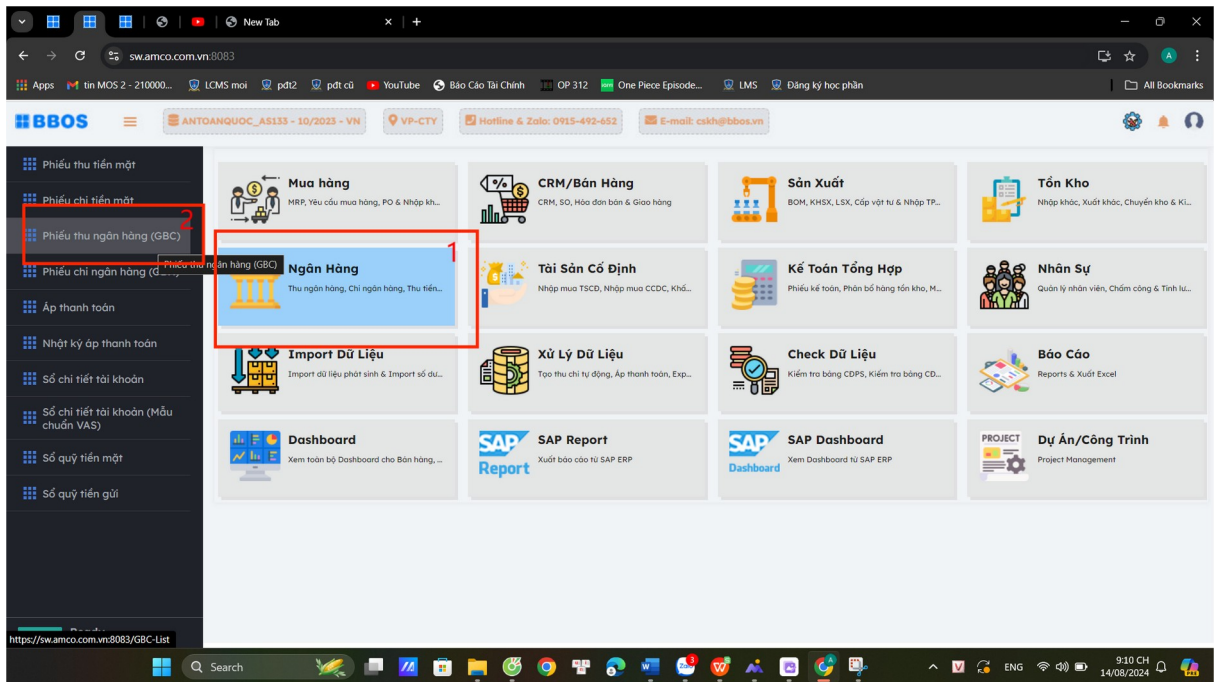 New Tab
sw.amco.com.vn:8083
Apps
tin MOS 2 - 210000...
LCMS moi
pđt2
pđt cũ
YouTube
Báo Cáo Tài Chính
OP 312
One Piece Episode...
LMS
Đăng ký học phần
All Bookmarks
BBOS
ANTOANQUOC_AS133 - 10/2023 - VN
VP-CTY
Hotline & Zalo: 0915-492-652
E-mail: cskh@bbos.vn
Phiếu thu tiền mặt
Phiếu chi tiền mặt
2
Phiếu thu ngân hàng (GBC)
Phiếu thu ngân hàng (GBC)
Phiếu chi ngân hàng
Áp thanh toán
Nhật ký áp thanh toán
Sổ chi tiết tài khoản
Sổ chi tiết tài khoản (Mẫu
chuẩn VAS)
Sổ quỹ tiền mặt
Sổ quỹ tiền gửi
Mua hàng
MRP, Yêu cầu mua hàng, PO & Nhập kh...
CRM/Bán Hàng
CRM, SO, Hóa đơn bán & Giao hàng
Sản Xuất
BOM, KHSX, LSX, Cấp vật tư & Nhập TP...
Tồn Kho
Nhập khác, Xuất khác, Chuyển kho & Ki...
1
Ngân Hàng
Thu ngân hàng, Chi ngân hàng, Thu tiền...
Tài Sản Cố Định
Nhập mua TSCĐ, Nhập mua CCDC, Khấ...
Kế Toán Tổng Hợp
Phiếu kế toán, Phân bổ hàng tồn kho, M...
Nhân Sự
Quản lý nhân viên, Chấm công & Tính lư...
Import Dữ Liệu
Import dữ liệu phát sinh & Import số dư...
Xử Lý Dữ Liệu
Tạo thu chi tự động, Áp thanh toán, Exp...
Check Dữ Liệu
Kiểm tra bảng CDPS, Kiểm tra bảng CD...
Báo Cáo
Reports & Xuất Excel
Dashboard
Xem toàn bộ Dashboard cho Bán hàng, ...
SAP
Report
SAP Report
Xuất báo cáo từ SAP ERP
SAP
Dashboard
SAP Dashboard
Xem Dashboard từ SAP ERP
PROJECT
Dự Án/Công Trình
Project Management
https://sw.amco.com.vn:8083/GBC-List
Search
ENG
9:10 CH
14/08/2024